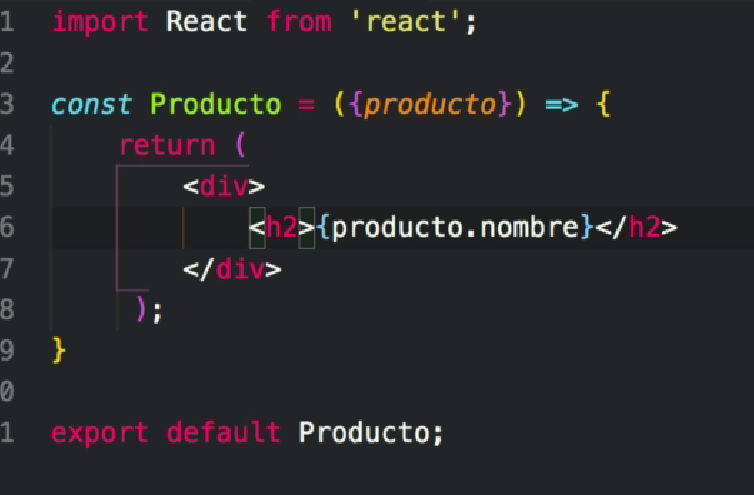 1 import React from 'react';
2
3 const Producto = ({producto}) => {
4 return (
5 <div>
6 <h2>{producto.nombre}</h2>
7 </div>
8 );
9 }
0
1 export default Producto;